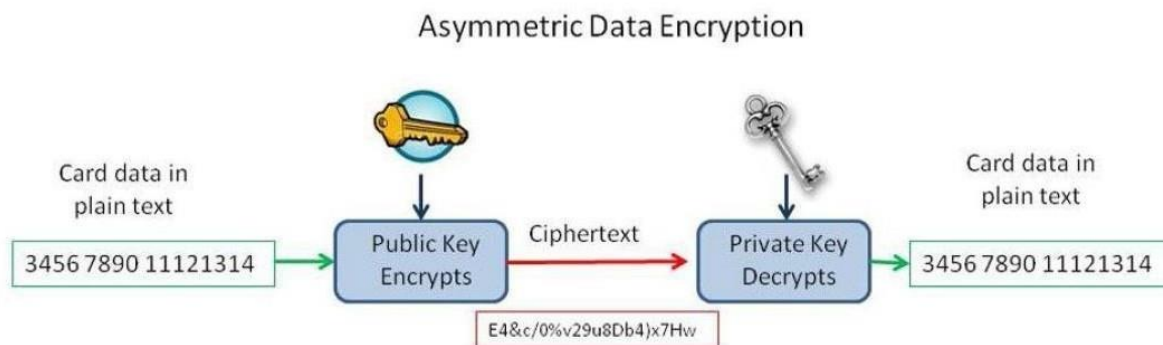 Asymmetric Data Encryption
Card data in
plain text
3456 7890 11121314
Public Key
Encrypts
Ciphertext
E4&c/0%v29u8Db4)x7Hw
Private Key
Decrypts
Card data in
plain text
3456 7890 11121314